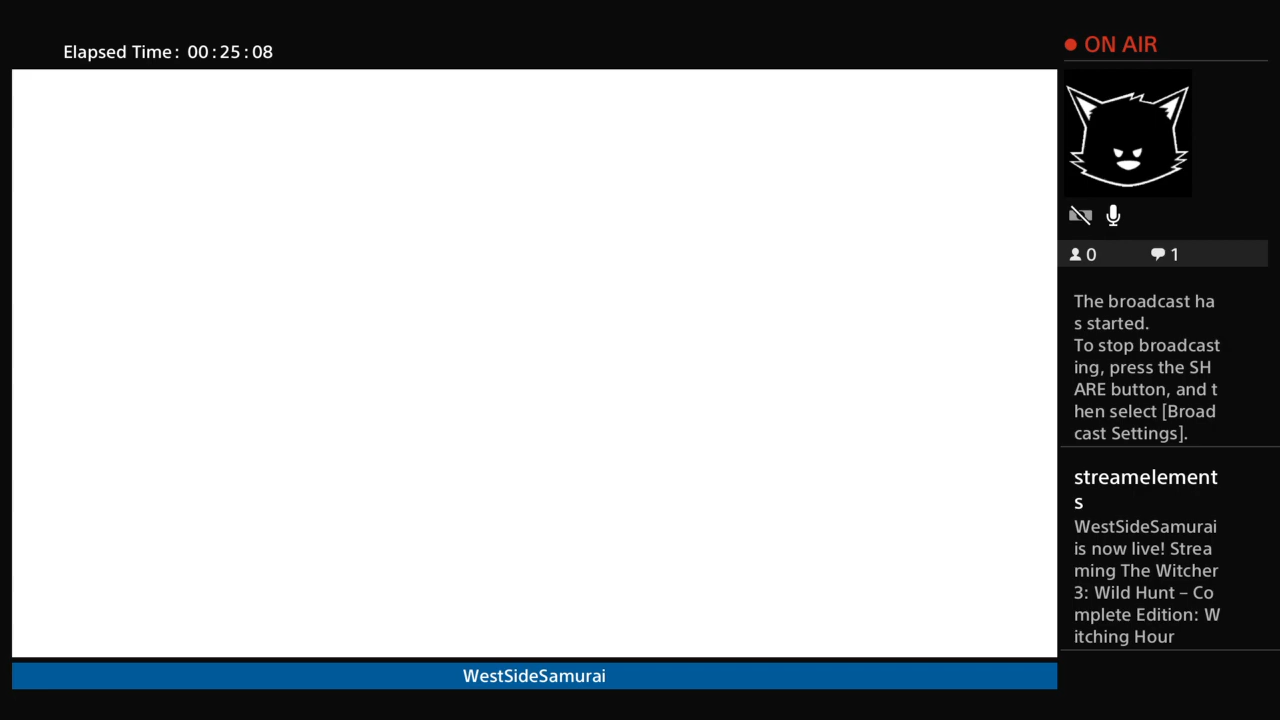 Elapsed Time: 00:25:08
ON AIR
0 1
The broadcast ha
s started.
To stop broadcast
ing, press the SH
ARE button, and t
hen select [Broad
cast Settings].
streamelement
s
WestSideSamurai
is now live! Strea
ming The Witcher
3: Wild Hunt – Co
mplete Edition: W
itching Hour
WestSideSamurai